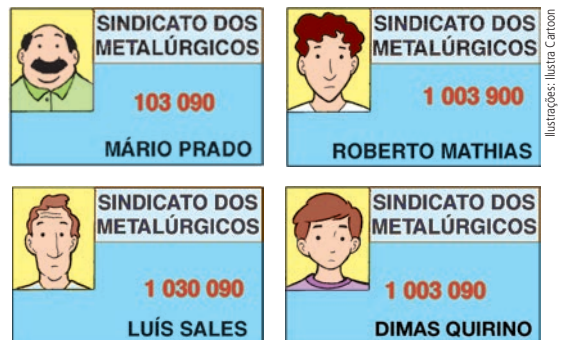 SINDICATO DOS
METALÚRGICOS
103 090
MÁRIO PRADO
SINDICATO DOS
METALÚRGICOS
1 003 900
ROBERTO MATHIAS
Ilustrações: Ilustra Cartoon
SINDICATO DOS
METALÚRGICOS
1 030 090
LUÍS SALES
SINDICATO DOS
METALÚRGICOS
1 003 090
DIMAS QUIRINO